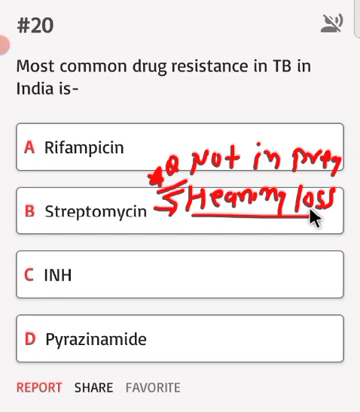 #20
Most common drug resistance in TB in
India is-
A Rifampicin
Not in preg
B Streptomycin
Hearing loss
C INH
D Pyrazinamide
REPORT SHARE FAVORITE